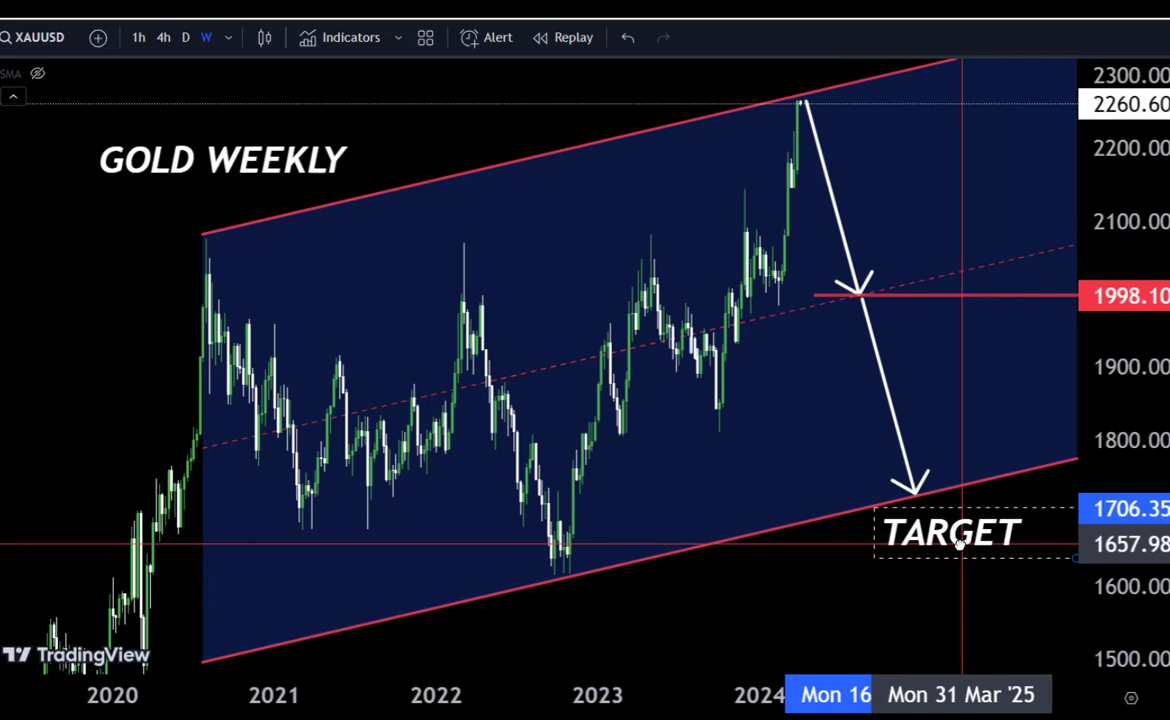 XAUUSD 1h 4h D W Indicators Alert Replay
SMA
2300.00
2260.60
GOLD WEEKLY
2200.00
2100.00
1998.10
1900.00
1800.00
1706.35
TARGET
1657.98
1600.00
TradingView
1500.00
2020 2021 2022 2023 2024 Mon 16 Mon 31 Mar '25